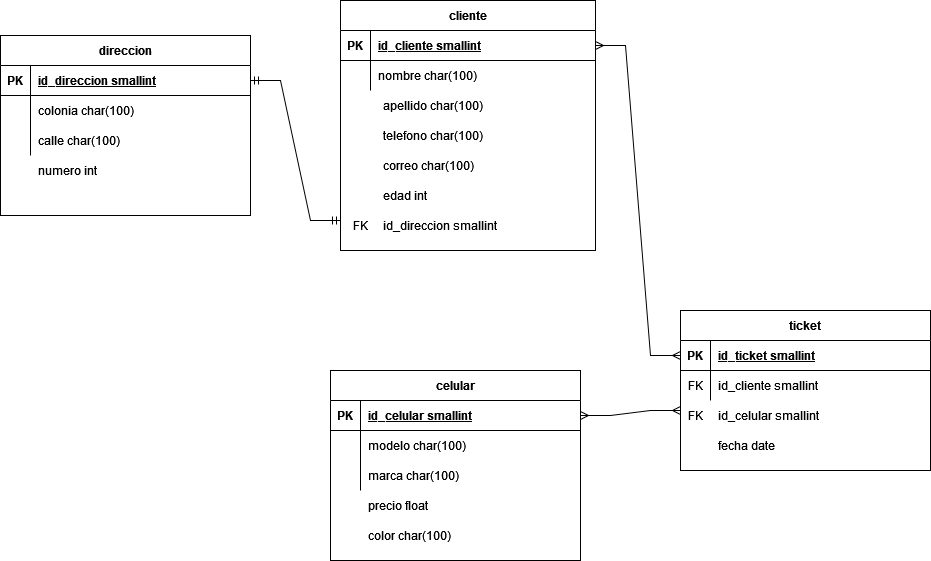 direccion
PK id_direccion smallint
colonia char(100)
calle char(100)
numero int
cliente
PK id_cliente smallint
nombre char(100)
apellido char(100)
telefono char(100)
correo char(100)
edad int
FK id_direccion smallint
celular
PK id_celular smallint
modelo char(100)
marca char(100)
precio float
color char(100)
ticket
PK id_ticket smallint
FK id_cliente smallint
FK id_celular smallint
fecha date